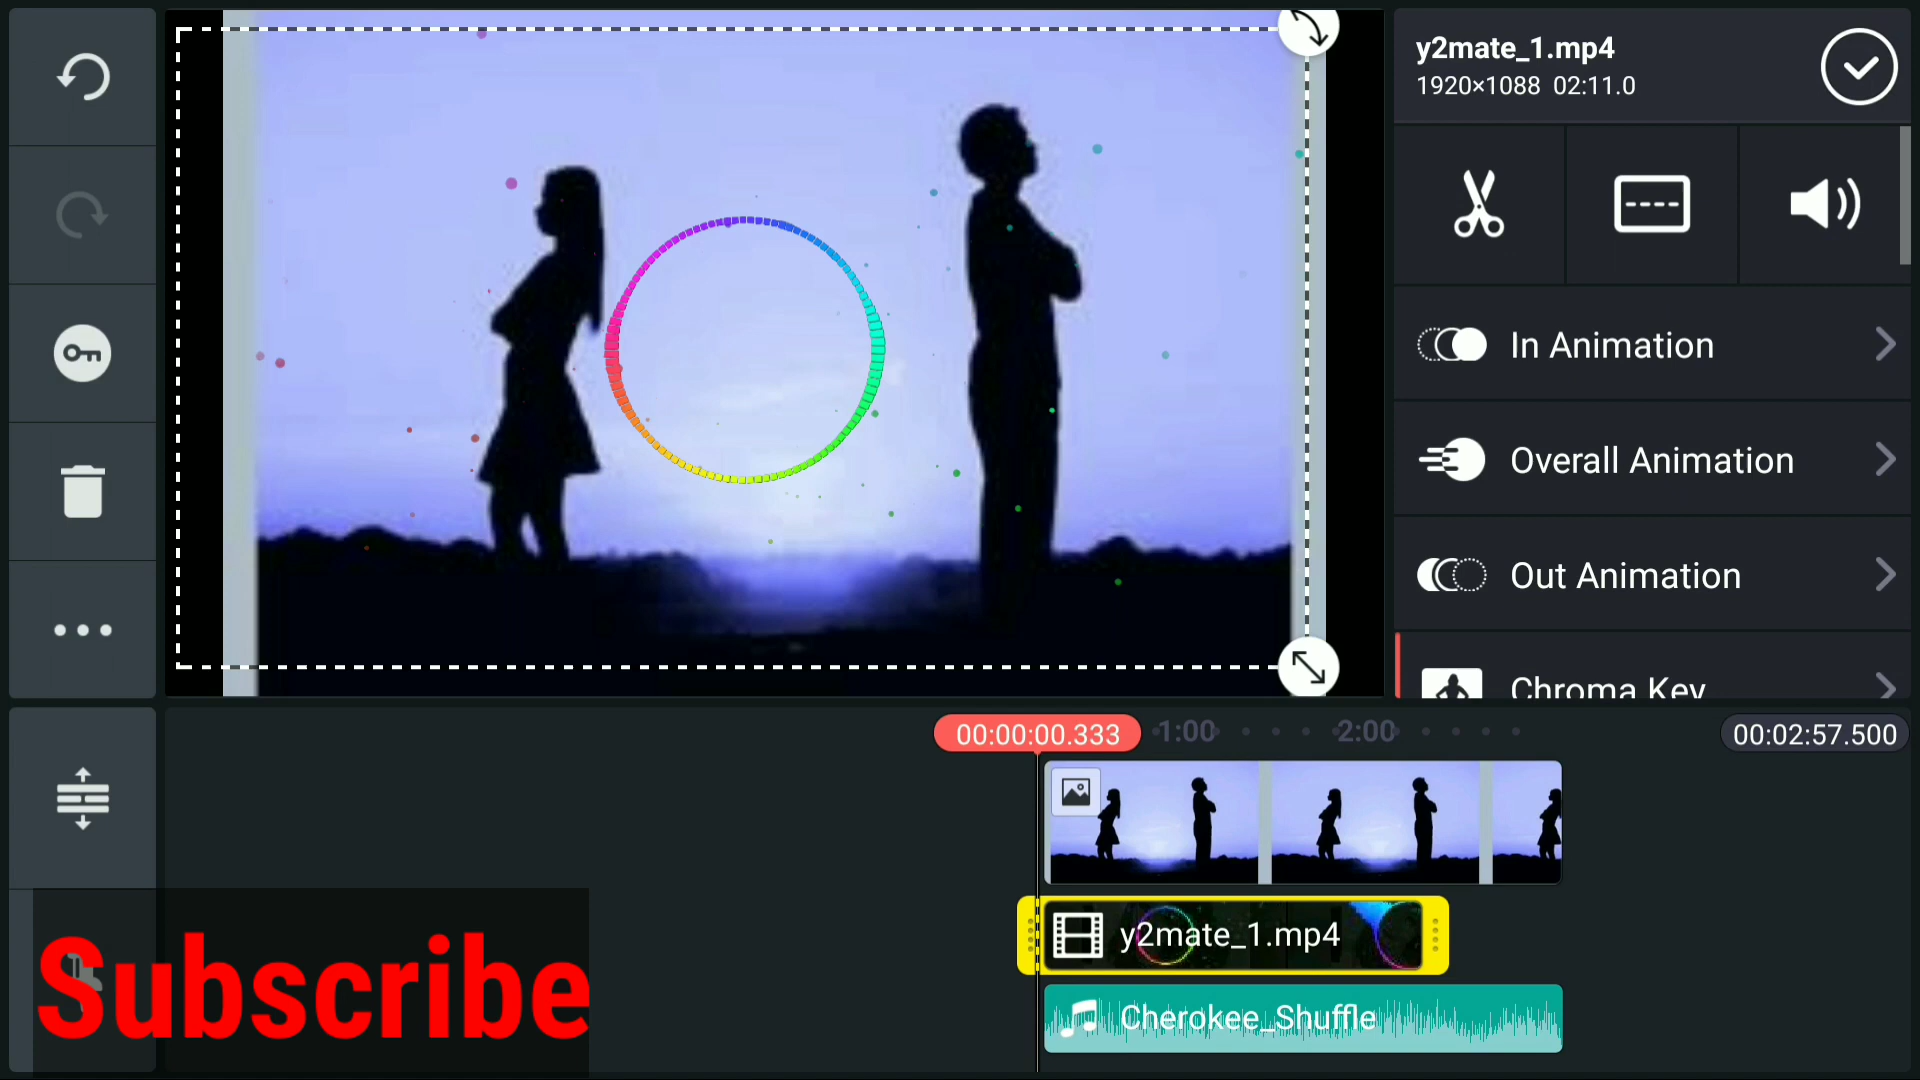 y2mate_1.mp4
1920×1088 02:11.0
In Animation
Overall Animation
Out Animation
Chroma Key
00:00:00.333
1:00
2:00
00:02:57.500
y2mate_1.mp4
Cherokee_Shuffle
Subscribe